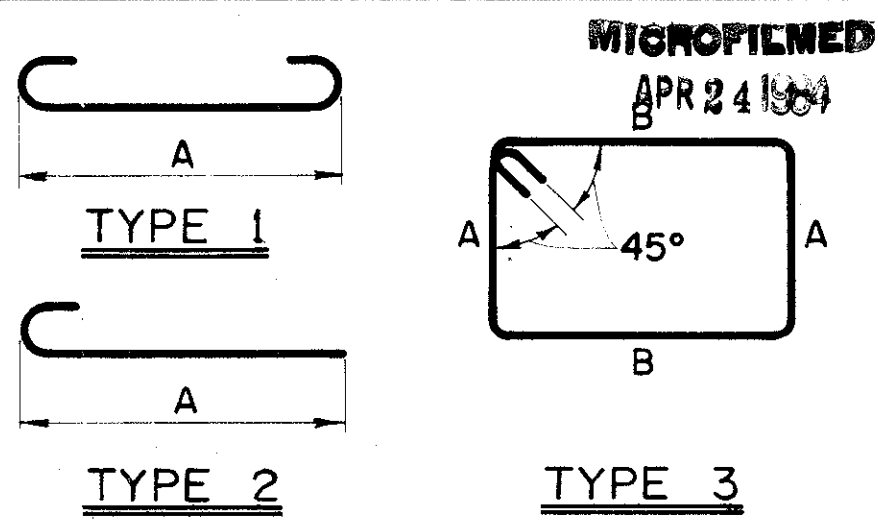 MICROFILMED
APR 24 1984
B
A
TYPE 1
A
A
45°
B
A
TYPE 2
TYPE 3